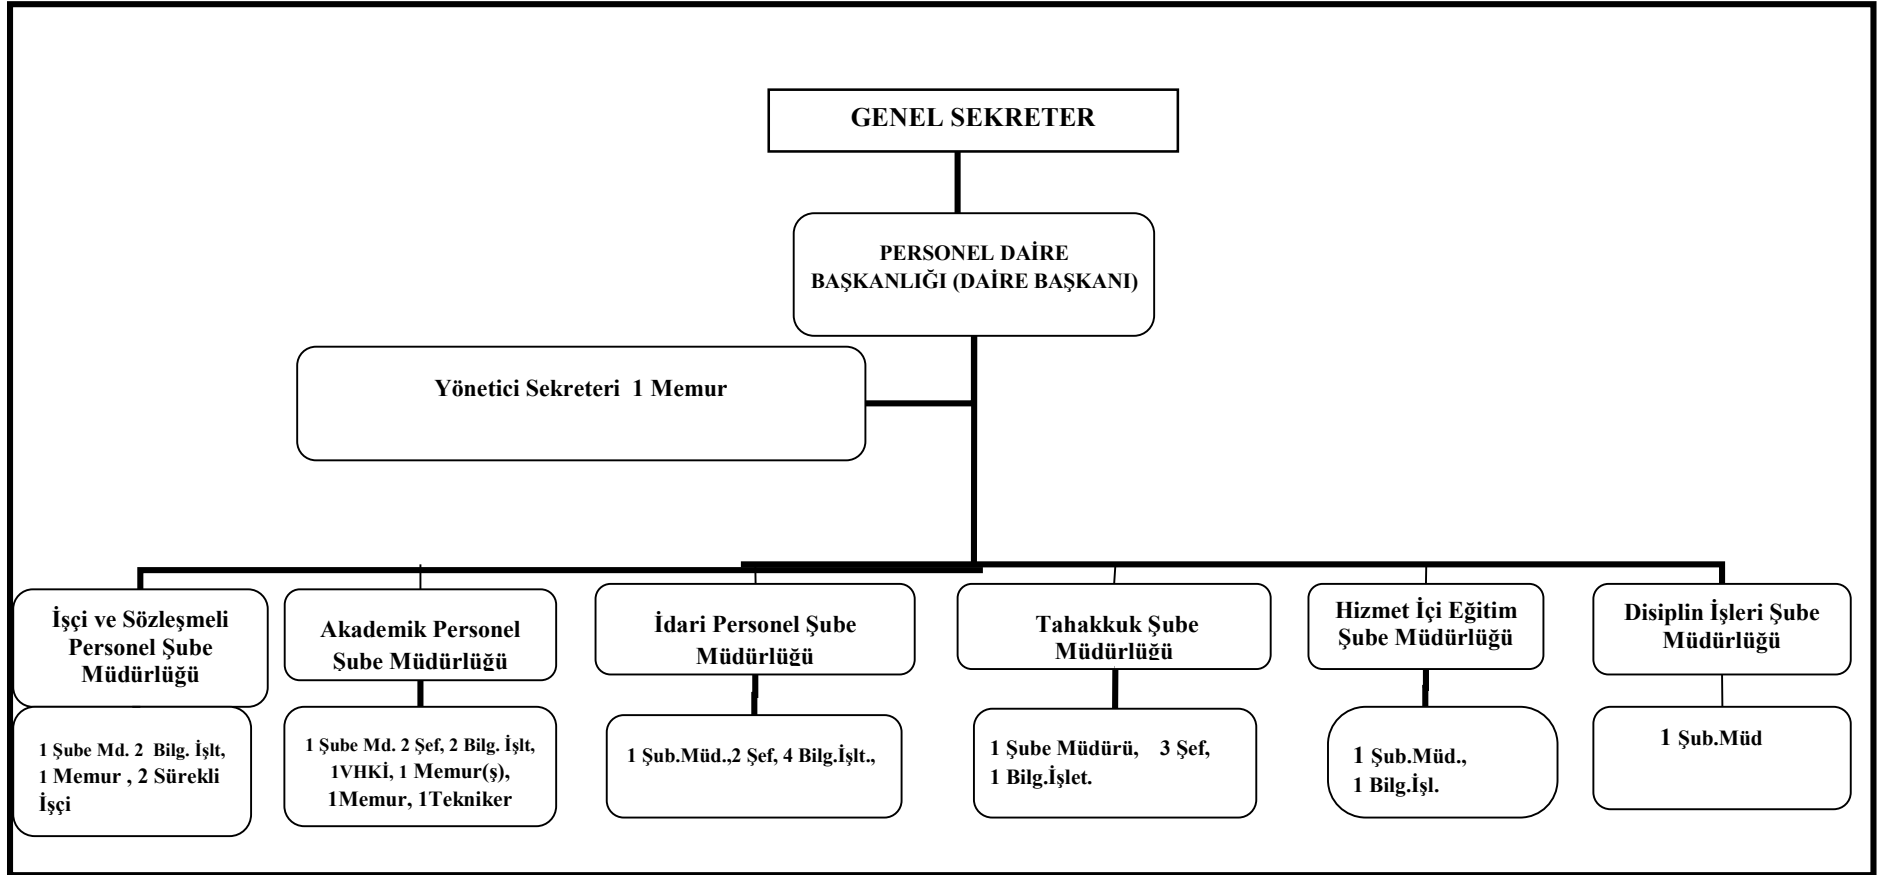 GENEL SEKRETER
PERSONEL DAİRE
BAŞKANLIĞI (DAİRE BAŞKANI)
Yönetici Sekreteri 1 Memur
İşçi ve Sözleşmeli
Personel Şube
Müdürlüğü
Akademik Personel
Şube Müdürlüğü
İdari Personel Şube
Müdürlüğü
Tahakkuk Şube
Müdürlüğü
Hizmet İçi Eğitim
Şube Müdürlüğü
Disiplin İşleri Şube
Müdürlüğü
1 Şube Md. 2 Bilg. İşlt,
1 Memur , 2 Sürekli
İşçi
1 Şube Md. 2 Şef, 2 Bilg. İşlt,
1VHKİ, 1 Memur(ş),
1Memur, 1Tekniker
1 Şub.Müd.,2 Şef, 4 Bilg.İşlt.,
1 Şube Müdürü, 3 Şef,
1 Bilg.İşlet.
1 Şub.Müd.,
1 Bilg.İşl.
1 Şub.Müd